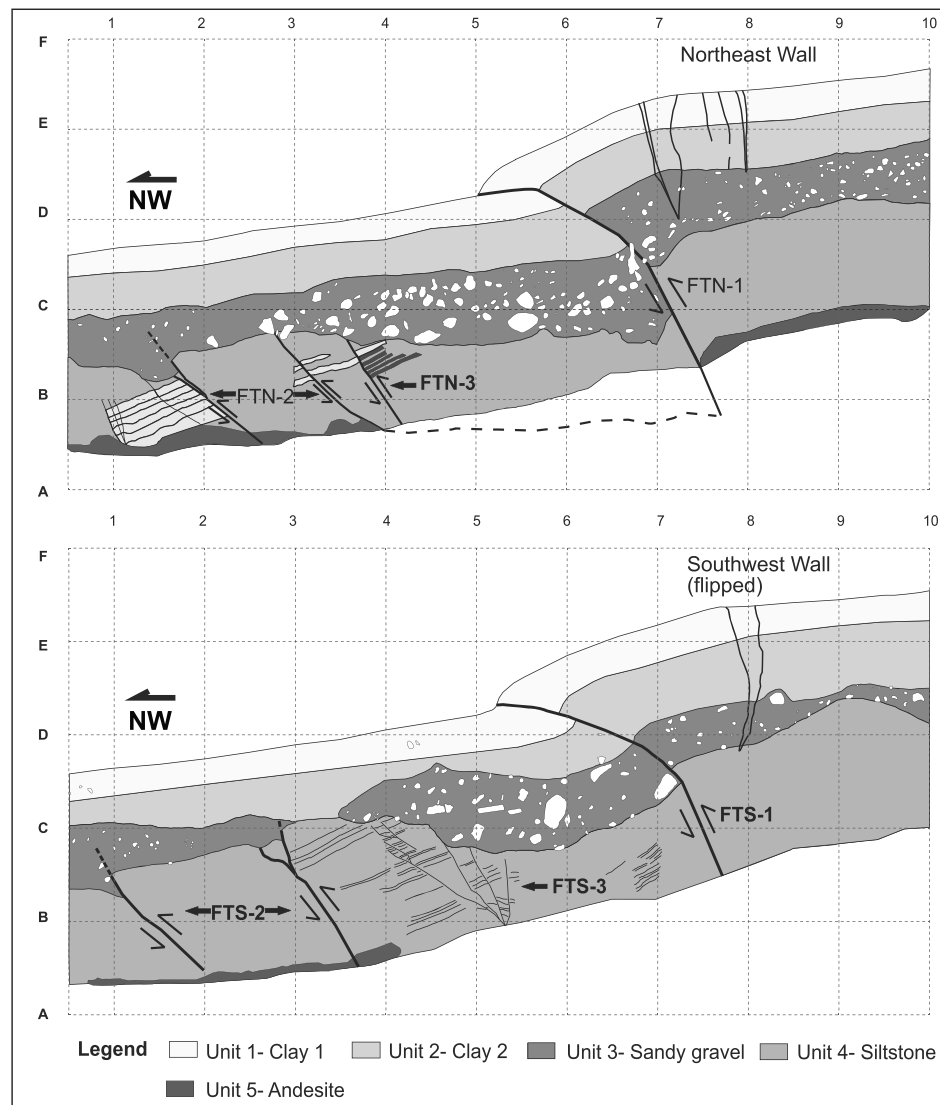 1 2 3 4 5 6 7 8 9 10
F
Northeast Wall
E
NW
D
FTN-1
C
FTN-2
FTN-3
B
A
1 2 3 4 5 6 7 8 9 10
F
Southwest Wall
(flipped)
E
NW
D
C
FTS-1
FTS-3
FTS-2
B
A
Legend Unit 1- Clay 1 Unit 2- Clay 2 Unit 3- Sandy gravel Unit 4- Siltstone
Unit 5- Andesite